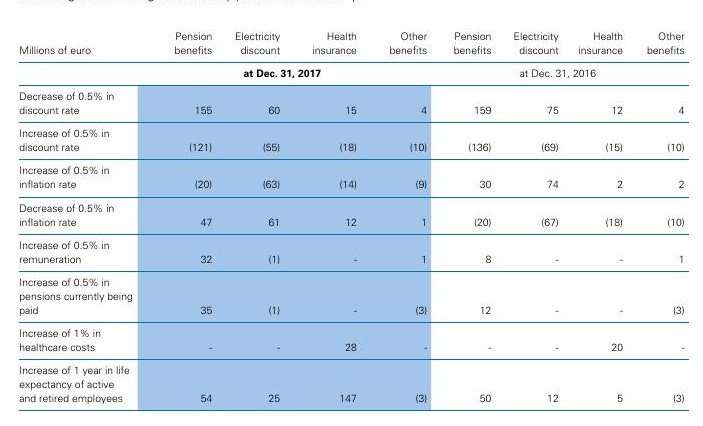 Pension Electricity Health Other Pension Electricity Health Other
Millions of euro benefits discount insurance benefits benefits discount insurance benefits
at Dec. 31, 2017 at Dec. 31, 2016
Decrease of 0.5% in
discount rate 155 60 15 4 159 75 12 4
Increase of 0.5% in
discount rate (121) (55) (18) (10) (136) (69) (15) (10)
Increase of 0.5% in
inflation rate (20) (63) (14) (9) 30 74 2 2
Decrease of 0.5% in
inflation rate 47 61 12 1 (20) (67) (18) (10)
Increase of 0.5% in
remuneration 32 (1) - 1 8 - - 1
Increase of 0.5% in
pensions currently being
paid 35 (1) - (3) 12 - - (3)
Increase of 1% in
healthcare costs - - 28 - - - 20 -
Increase of 1 year in life
expectancy of active
and retired employees 54 25 147 (3) 50 12 5 (3)